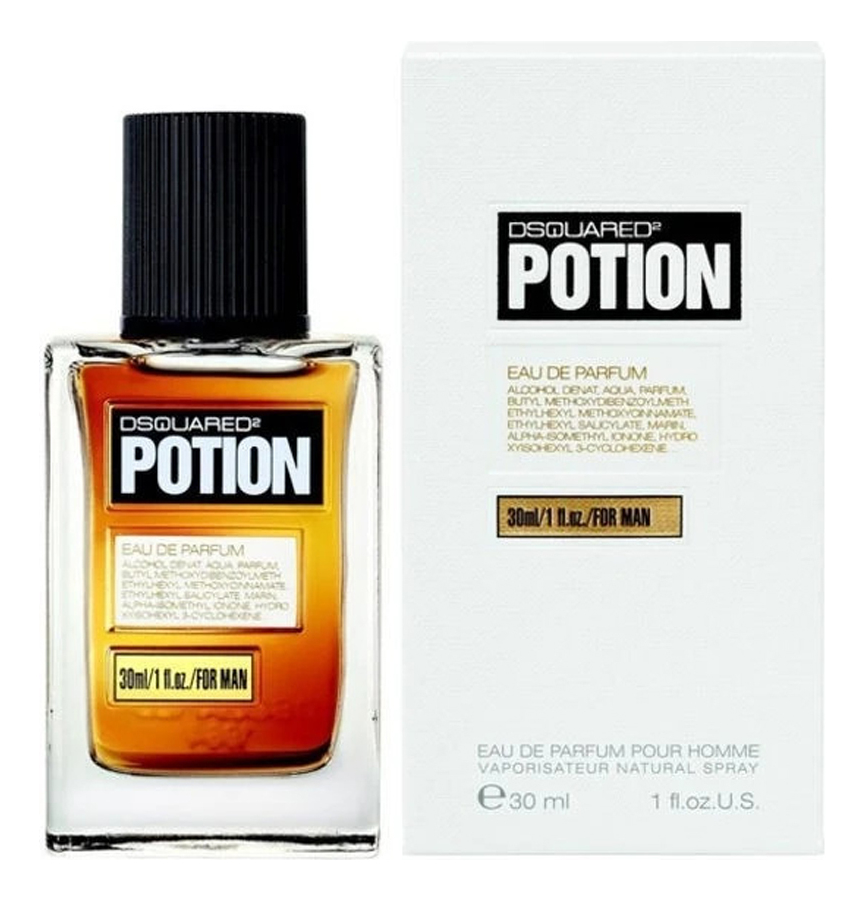 DSQUARED²
POTION
EAU DE PARFUM
ALCOHOL DENAT, AQUA, PARFUM,
BUTYL METHOXYDIBENZOYLMETH
ETHYLHEXYL METHOXYCINNAMATE,
ETHYLHEXYL SALICYLATE, MARIN,
ALPHA-ISOMETHYL IONONE, HYDRO
XYISOHEXYL 3-CYCLOHEXENE
30ml/1 fl.oz./FOR MAN
DSQUARED²
POTION
EAU DE PARFUM
ALCOHOL DENAT, AQUA, PARFUM,
BUTYL METHOXYDIBENZOYLMETH
ETHYLHEXYL METHOXYCINNAMATE,
ETHYLHEXYL SALICYLATE, MARIN,
ALPHA-ISOMETHYL IONONE, HYDRO
XYISOHEXYL 3-CYCLOHEXENE
30ml/1 fl.oz./FOR MAN
EAU DE PARFUM POUR HOMME
VAPORISATEUR NATURAL SPRAY
℮ 30 ml 1 fl.oz.U.S.